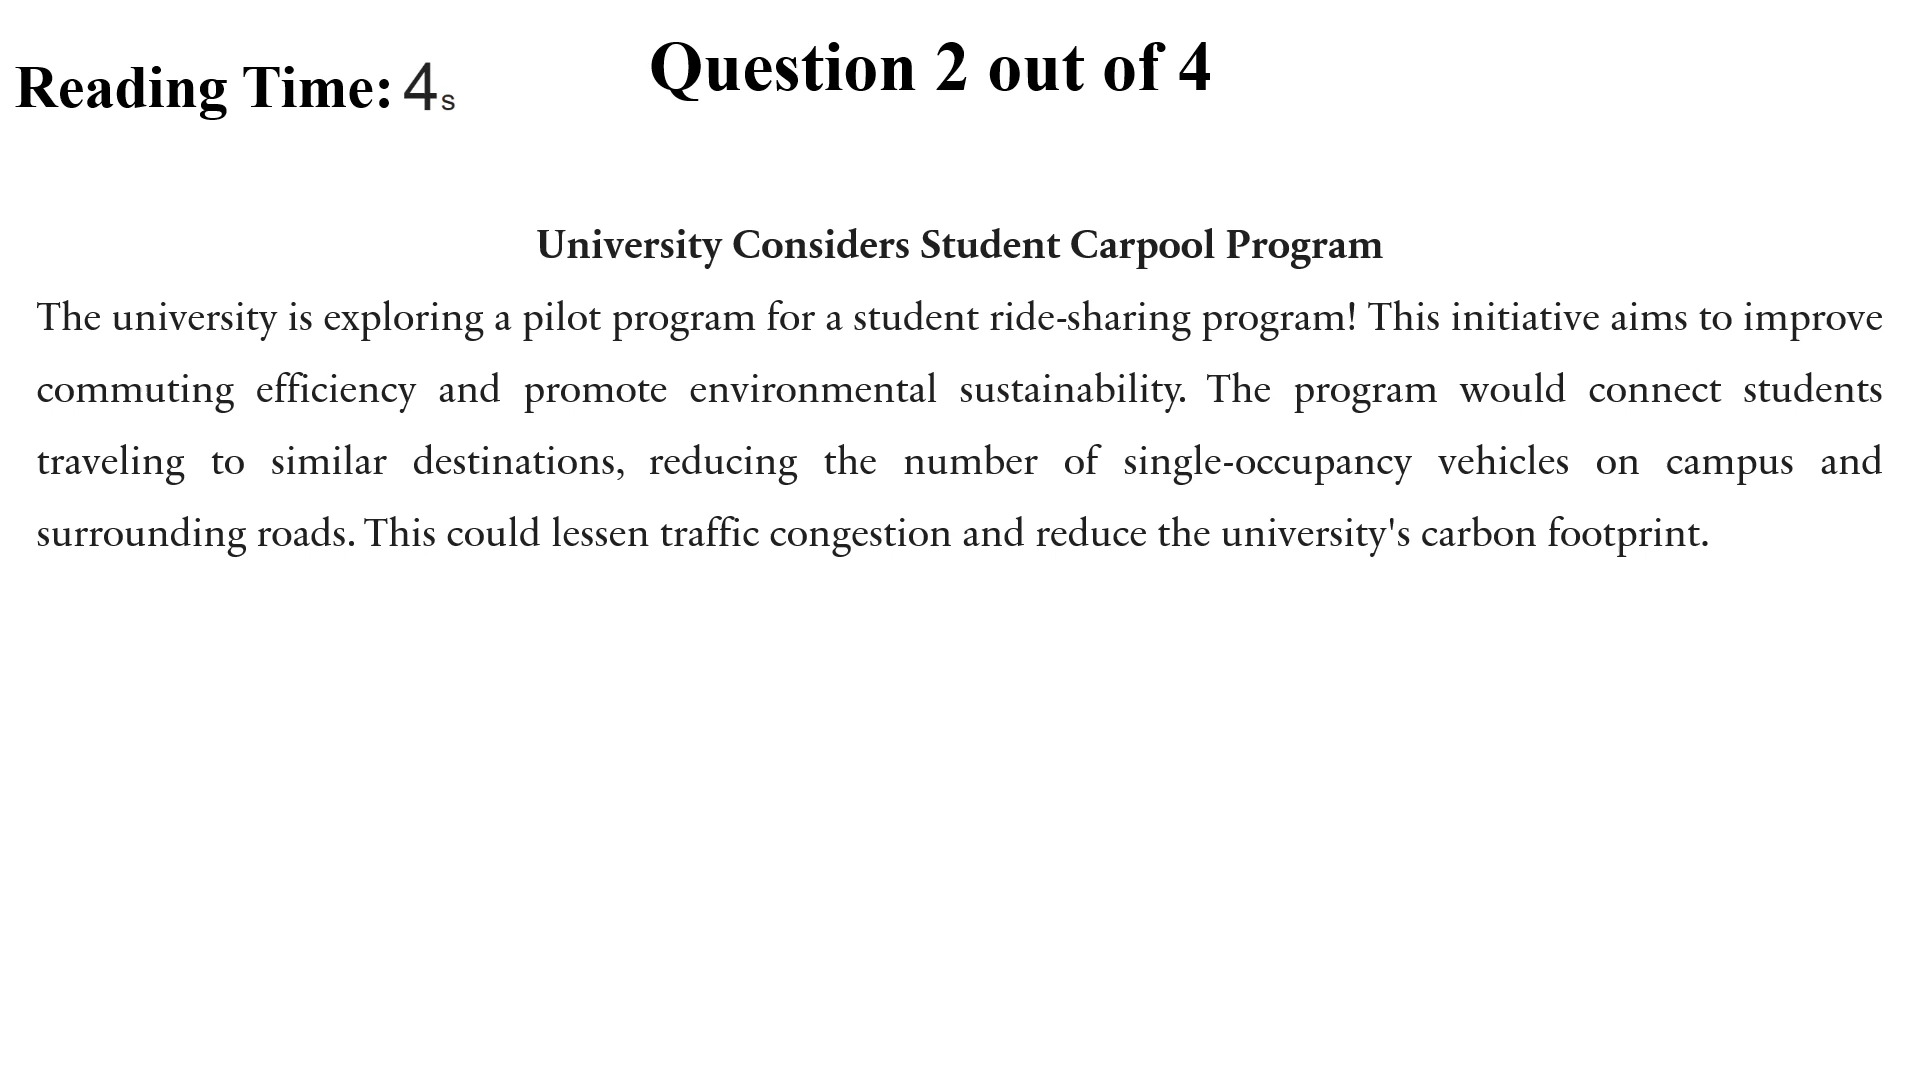 Question 2 out of 4
Reading Time: 4s
University Considers Student Carpool Program
The university is exploring a pilot program for a student ride-sharing program! This initiative aims to improve
commuting efficiency and promote environmental sustainability. The program would connect students
traveling to similar destinations, reducing the number of single-occupancy vehicles on campus and
surrounding roads. This could lessen traffic congestion and reduce the university's carbon footprint.